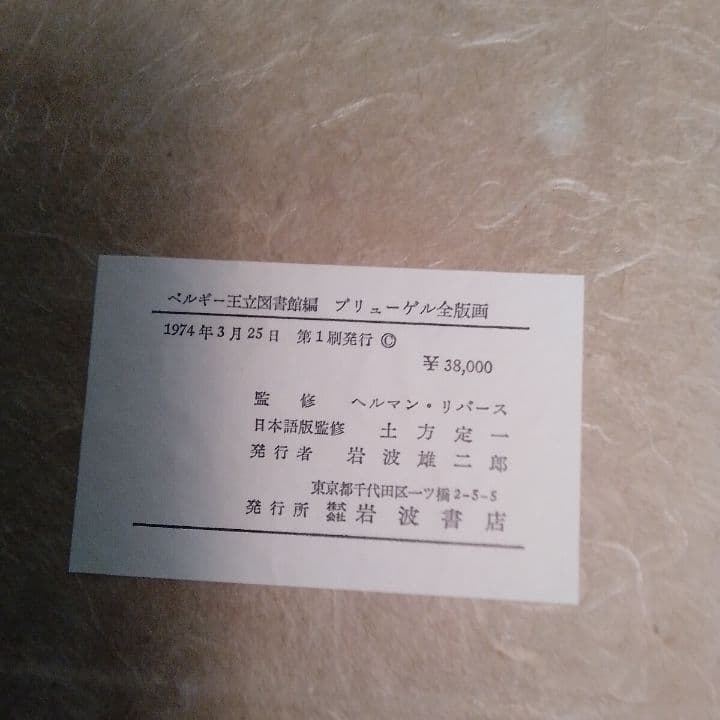 ベルギー王立図書館編 ブリューゲル全版画
1974年3月25日 第1刷発行 ©
¥ 38,000
監修 ヘルマン・リバース
日本語版監修 土方定一
発行者 岩波雄二郎
東京都千代田区一ツ橋2-5-5
発行所 株式会社 岩波書店